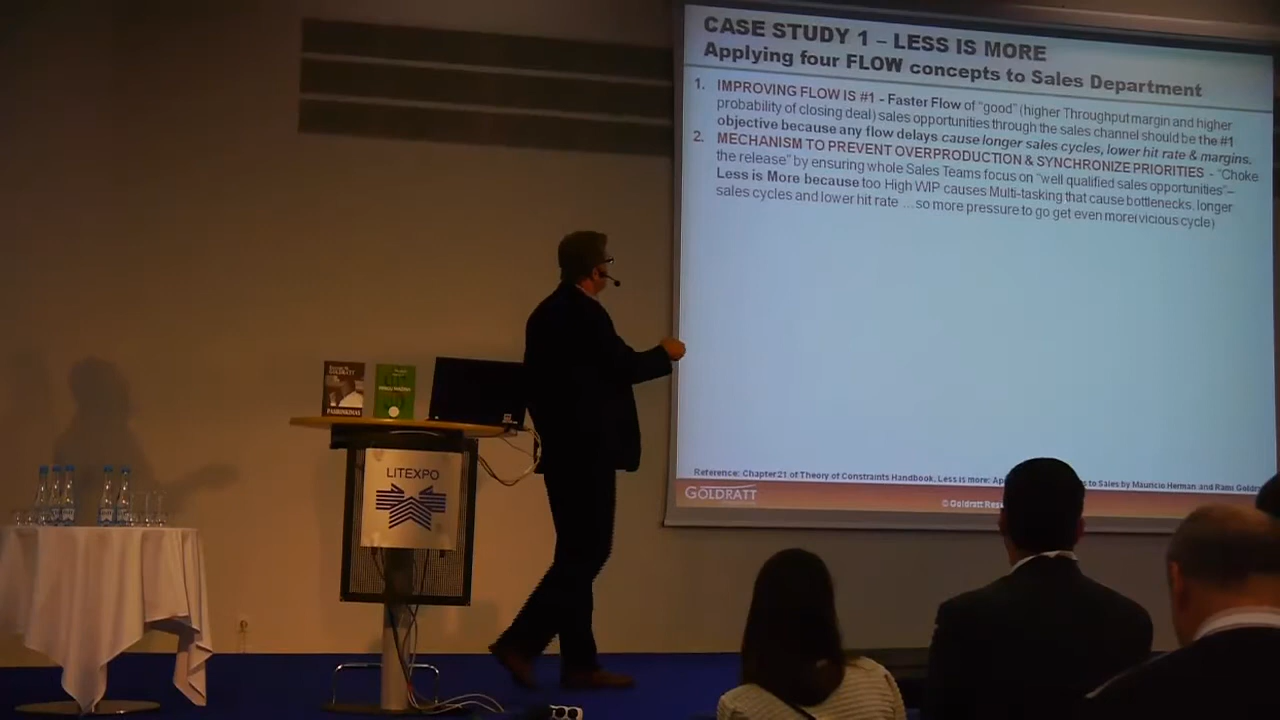 CASE STUDY 1 – LESS IS MORE
Applying four FLOW concepts to Sales Department
1. IMPROVING FLOW IS #1 - Faster Flow of "good" (higher Throughput margin and higher
probability of closing deal) sales opportunities through the sales channel should be the #1
objective because any flow delays cause longer sales cycles, lower hit rate & margins.
2. MECHANISM TO PREVENT OVERPRODUCTION & SYNCHRONIZE PRIORITIES - "Choke
the release" by ensuring whole Sales Teams focus on "well qualified sales opportunities"–
Less is More because too High WIP causes Multi-tasking that cause bottlenecks, longer
sales cycles and lower hit rate …so more pressure to go get even more(vicious cycle)
Reference: Chapter 21 of Theory of Constraints Handbook, Less is more: to Sales by Mauricio Herman and Rami
GOLDRATT
© Goldratt
GOLDRATT
LITEXPO